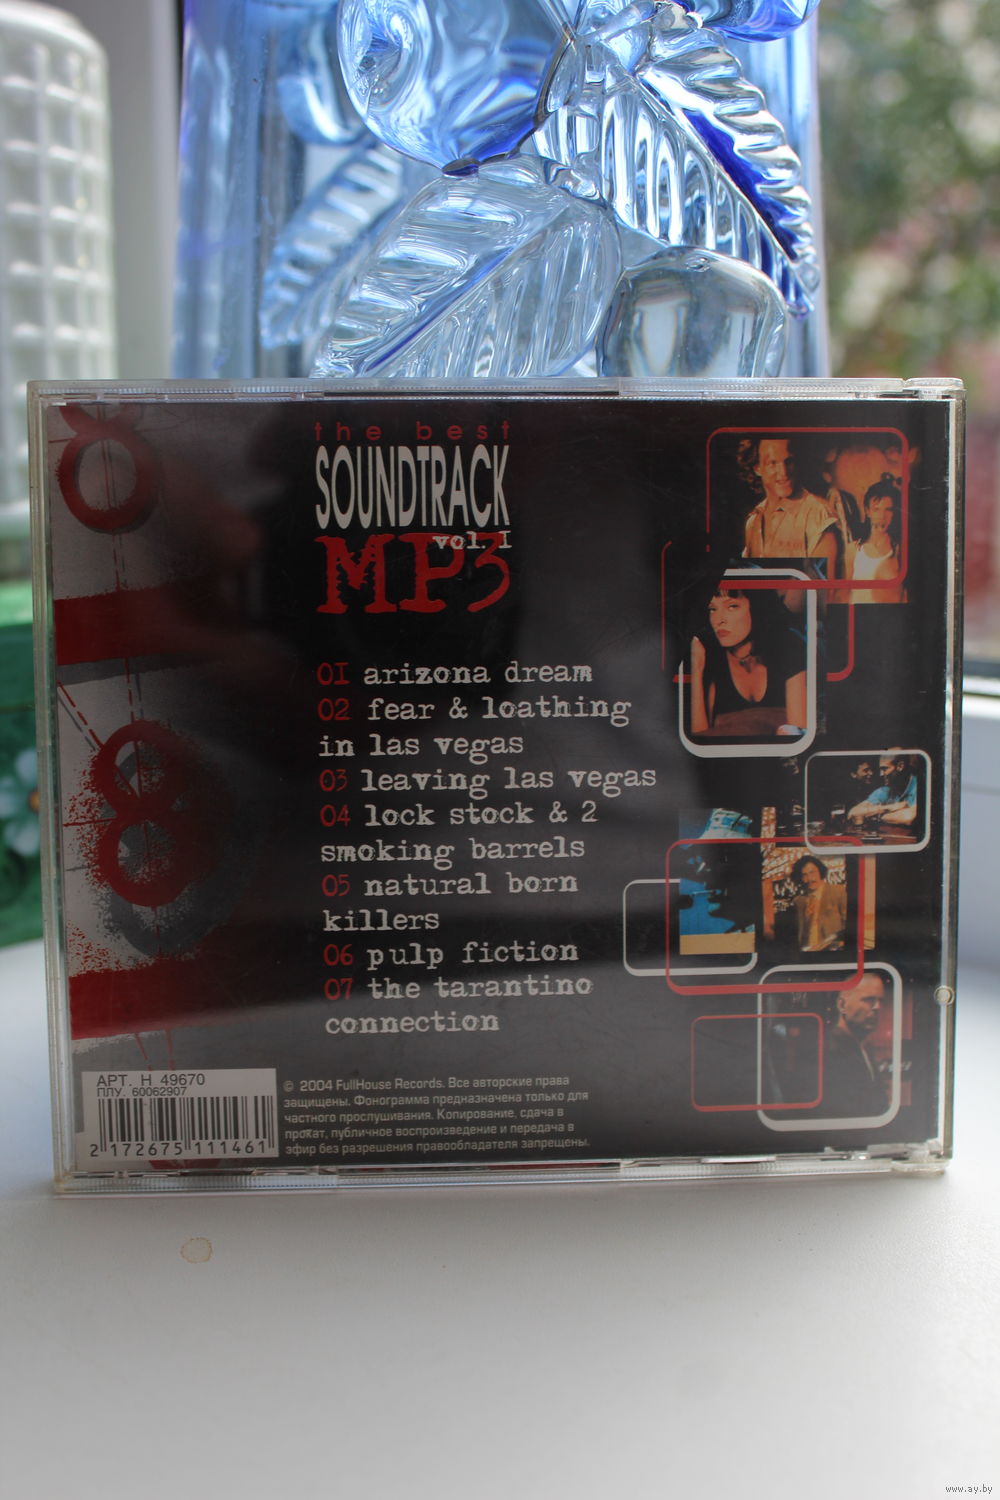 the best
SOUNDTRACK
vol. 1
MP3
01 arizona dream
02 fear & loathing
in las vegas
03 leaving las vegas
04 lock stock & 2
smoking barrels
05 natural born
killers
06 pulp fiction
07 the tarantino
connection
АРТ. Н 49670
ПЛУ. 60062907
2 172675 111461
© 2004 FullHouse Records. Все авторские права
защищены. Фонограмма предназначена только для
частного прослушивания. Копирование, сдача в
прокат, публичное воспроизведение и передача в
эфир без разрешения правообладателя запрещены.
www.ay.by